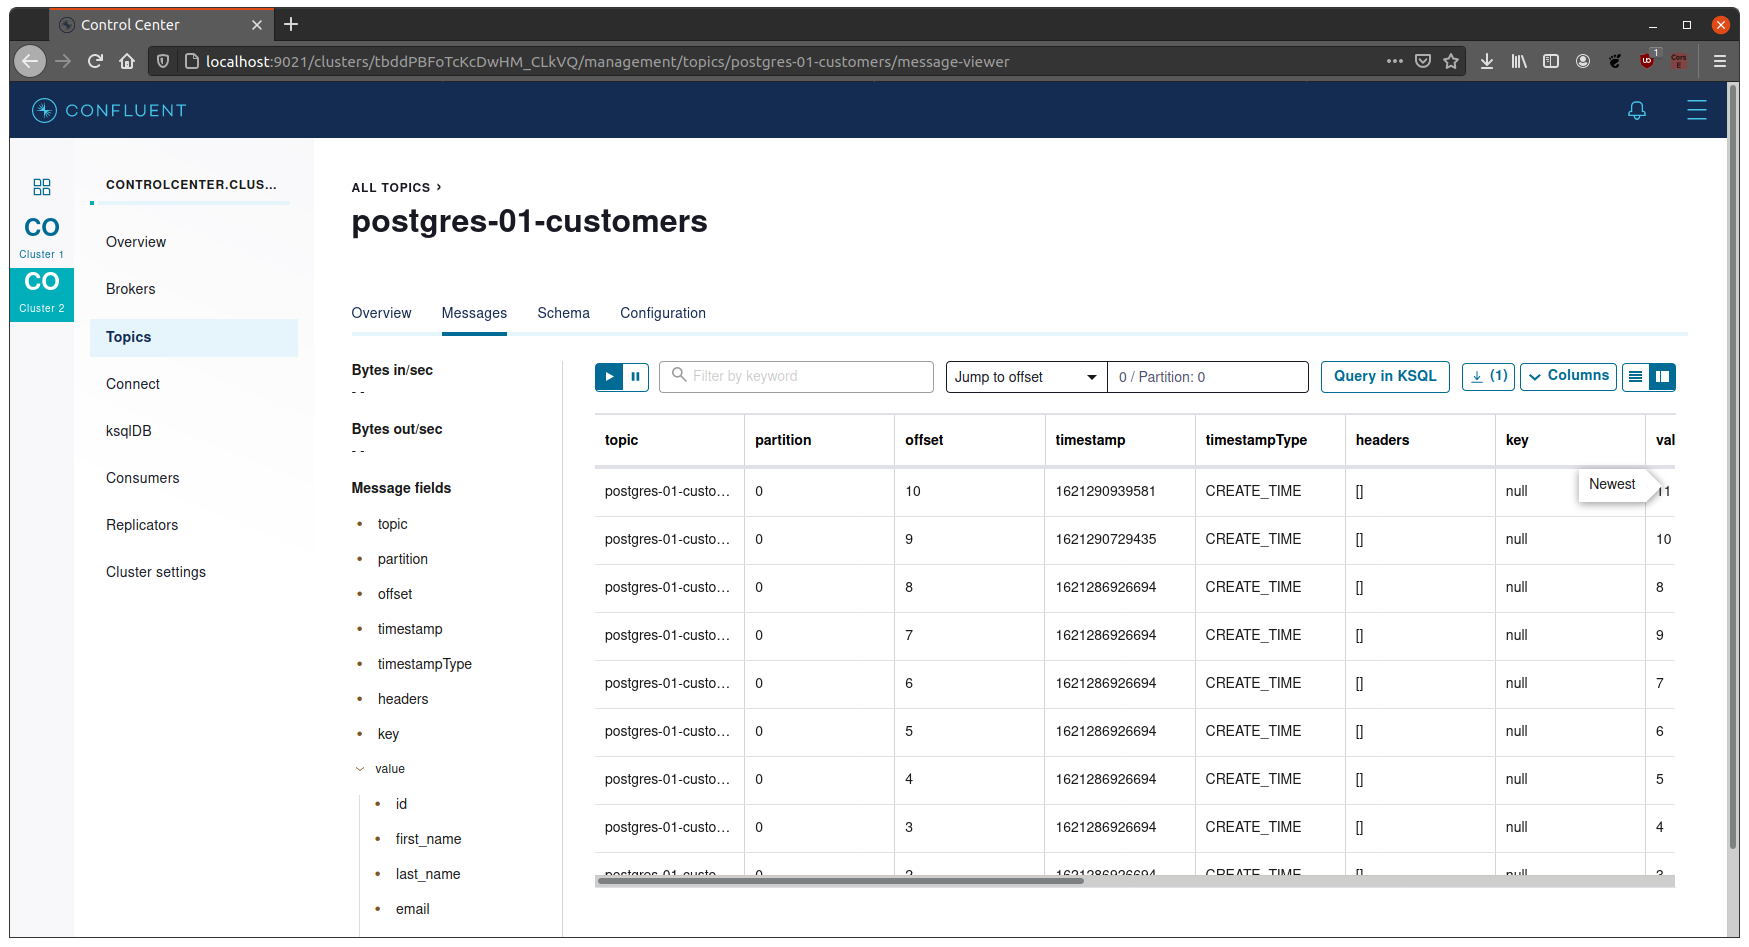 Control Center
localhost:9021/clusters/tbddPBFoTcKcDwHM_CLkVQ/management/topics/postgres-01-customers/message-viewer
1
Cors
E
CONFLUENT
CO
Cluster 1
CO
Cluster 2
CONTROLCENTER.CLUS...
Overview
Brokers
Topics
Connect
ksqlDB
Consumers
Replicators
Cluster settings
ALL TOPICS ›
postgres-01-customers
Overview Messages Schema Configuration
Bytes in/sec
- -
Bytes out/sec
- -
Message fields
topic
partition
offset
timestamp
timestampType
headers
key
value
id
first_name
last_name
email
Filter by keyword Jump to offset 0 / Partition: 0 Query in KSQL (1) Columns
topic partition offset timestamp timestampType headers key val
postgres-01-custo... 0 10 1621290939581 CREATE_TIME [] null 11
Newest
postgres-01-custo... 0 9 1621290729435 CREATE_TIME [] null 10
postgres-01-custo... 0 8 1621286926694 CREATE_TIME [] null 8
postgres-01-custo... 0 7 1621286926694 CREATE_TIME [] null 9
postgres-01-custo... 0 6 1621286926694 CREATE_TIME [] null 7
postgres-01-custo... 0 5 1621286926694 CREATE_TIME [] null 6
postgres-01-custo... 0 4 1621286926694 CREATE_TIME [] null 5
postgres-01-custo... 0 3 1621286926694 CREATE_TIME [] null 4
postgres-01-custo... 0 2 1621286926694 CREATE_TIME [] null 3